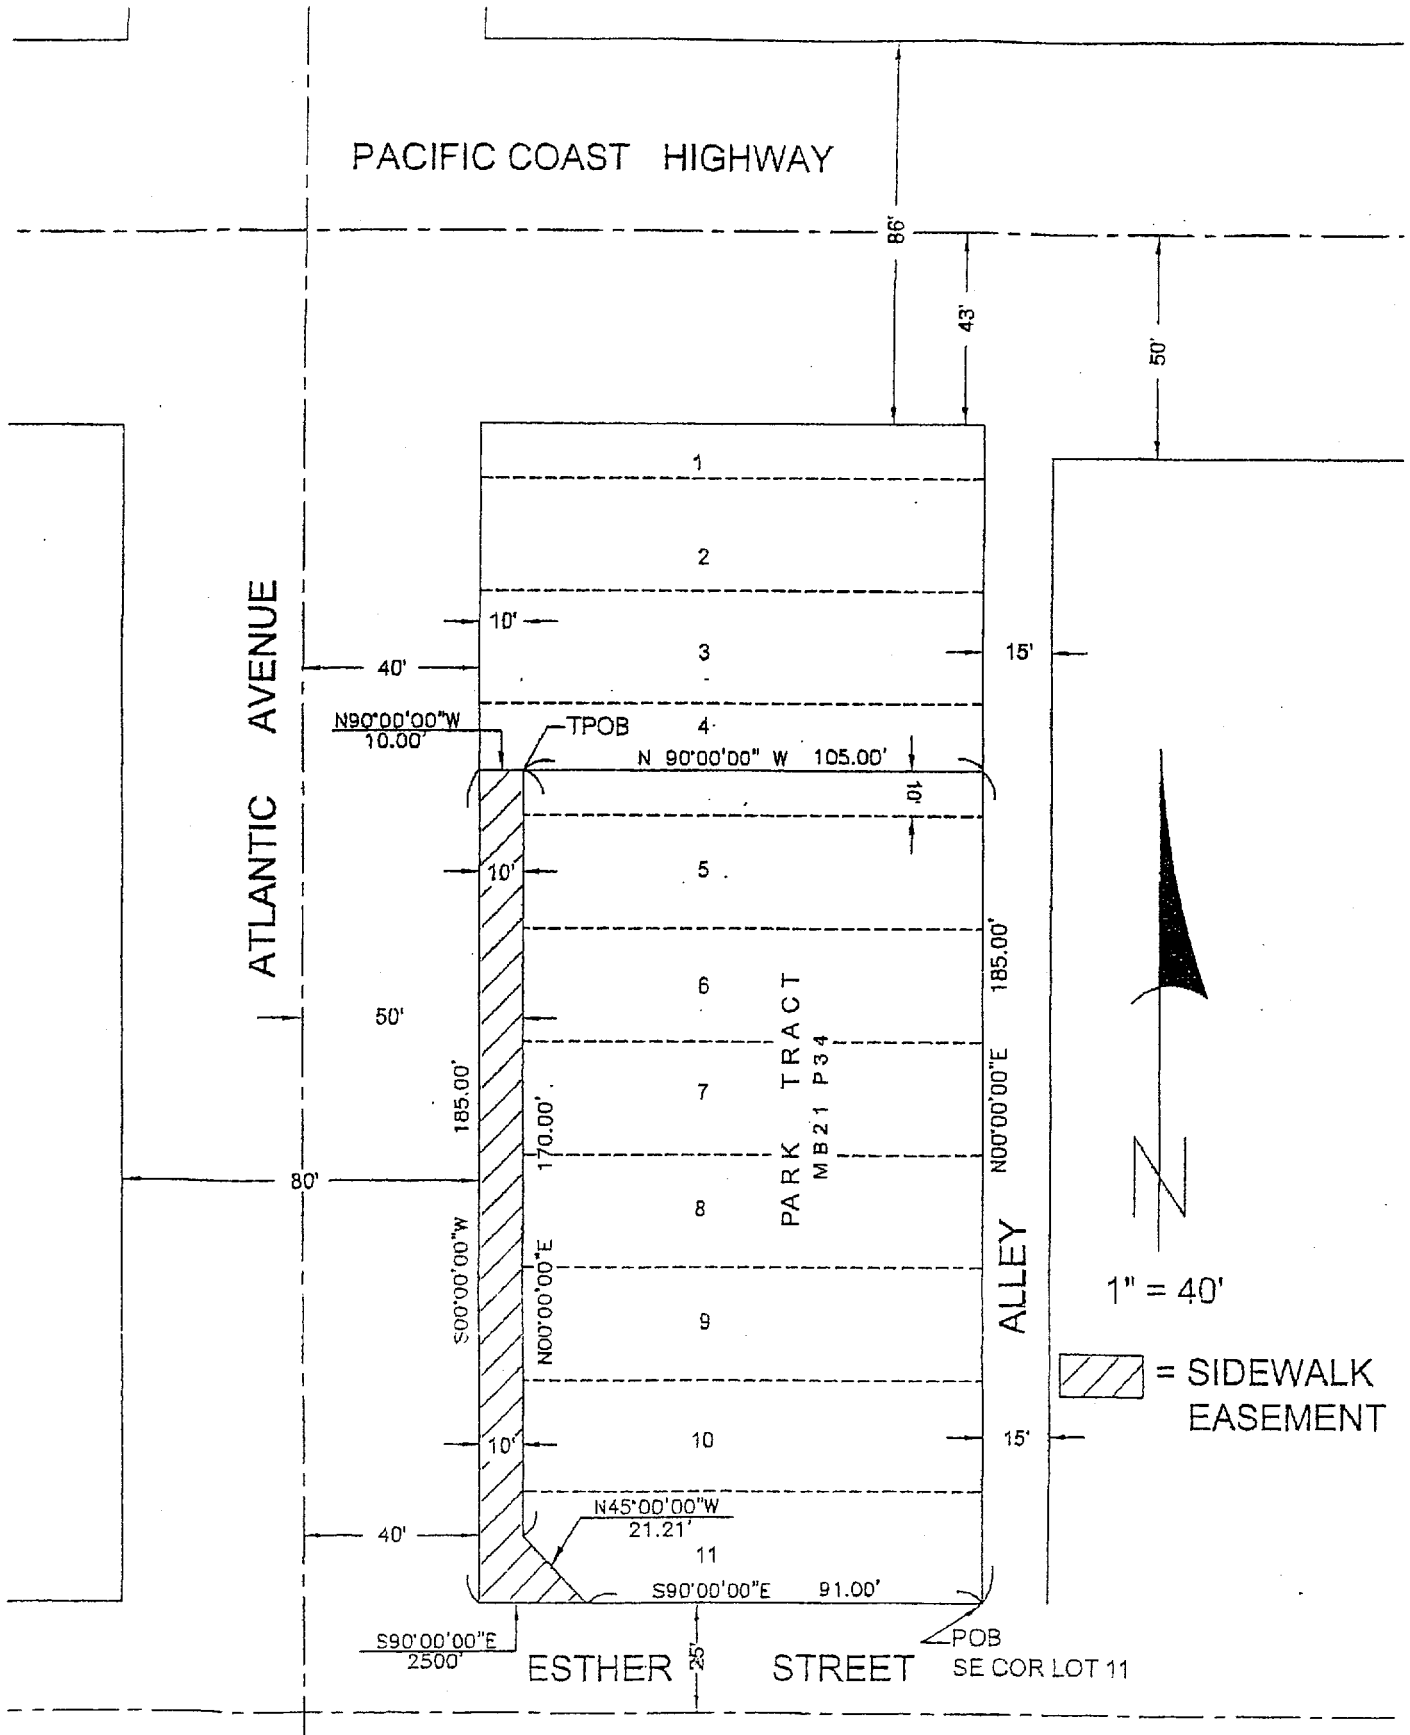 PACIFIC COAST HIGHWAY
86'
43'
50'
1
2
10'
3
15'
40'
ATLANTIC AVENUE
N90°00'00"W
10.00'
TPOB
4
N 90°00'00" W 105.00'
10'
10'
5
6
185.00'
50'
PARK TRACT
MB21 P34
7
185.00'
170.00'
N00°00'00"E
80'
8
S00°00'00"W
N00°00'00"E
ALLEY
N
1" = 40'
9
= SIDEWALK
EASEMENT
10'
10
15'
N45°00'00"W
21.21'
40'
11
S90°00'00"E 91.00'
S90°00'00"E
2500'
25'
ESTHER STREET
POB
SE COR LOT 11